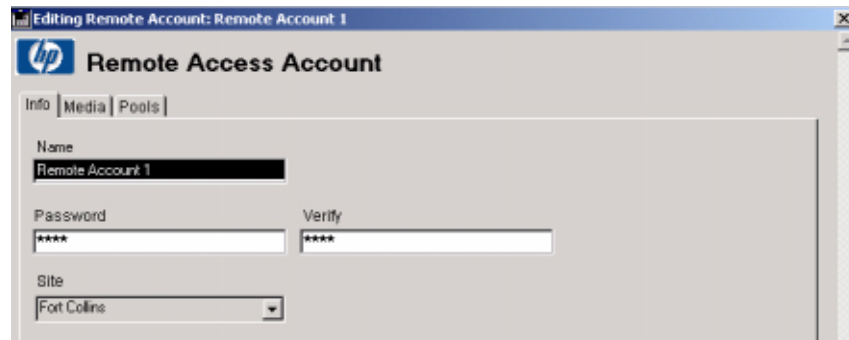 Editing Remote Account: Remote Account 1
hp Remote Access Account
Info Media Pools
Name
Remote Account 1
Password Verify
**** ****
Site
Fort Collins